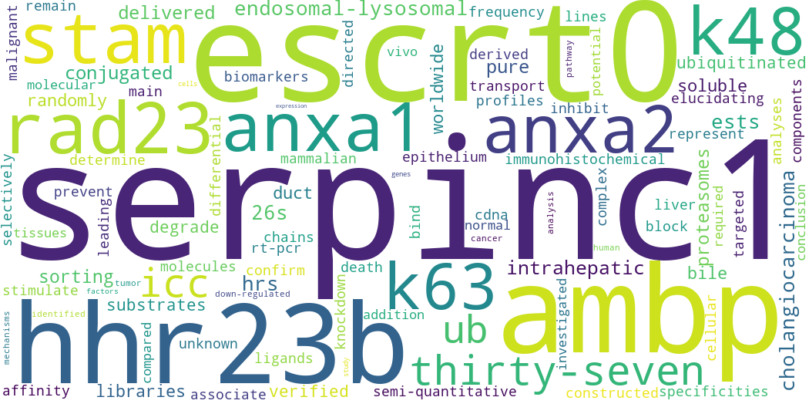 remain
delivered
endosomal-lysosomal
frequency
lines
k48
malignant
stam
escrt0
conjugated
biomarkers
directed
vivo
derived
pure
pathway
potential
ubiquitinated
molecular
main
cells
worldwide
transport
soluble
elucidating
randomly
expression
profiles
inhibit
represent
ests
components
rad23
anxa1
anxa2
analyses
differential
determine
mammalian
epithelium
immunohistochemical
selectively
serpinc1
prevent
leading
duct
genes
complex
liver
proteasomes
required
targeted
tissues
degrade
26s
bind
cdna
normal
analysis
block
chains
rt-pcr
cancer
human
cholangiocarcinoma
conclusion
sorting
molecules
confirm
death
intrahepatic
bile
stimulate
tumor
factors
icc
hrs
knockdown
k63
ambp
substrates
down-regulated
addition
mechanisms
identified
hhr23b
compared
unknown
ligands
study
ub
investigated
cellular
thirty-seven
affinity
libraries
associate
verified
semi-quantitative
constructed
specificities